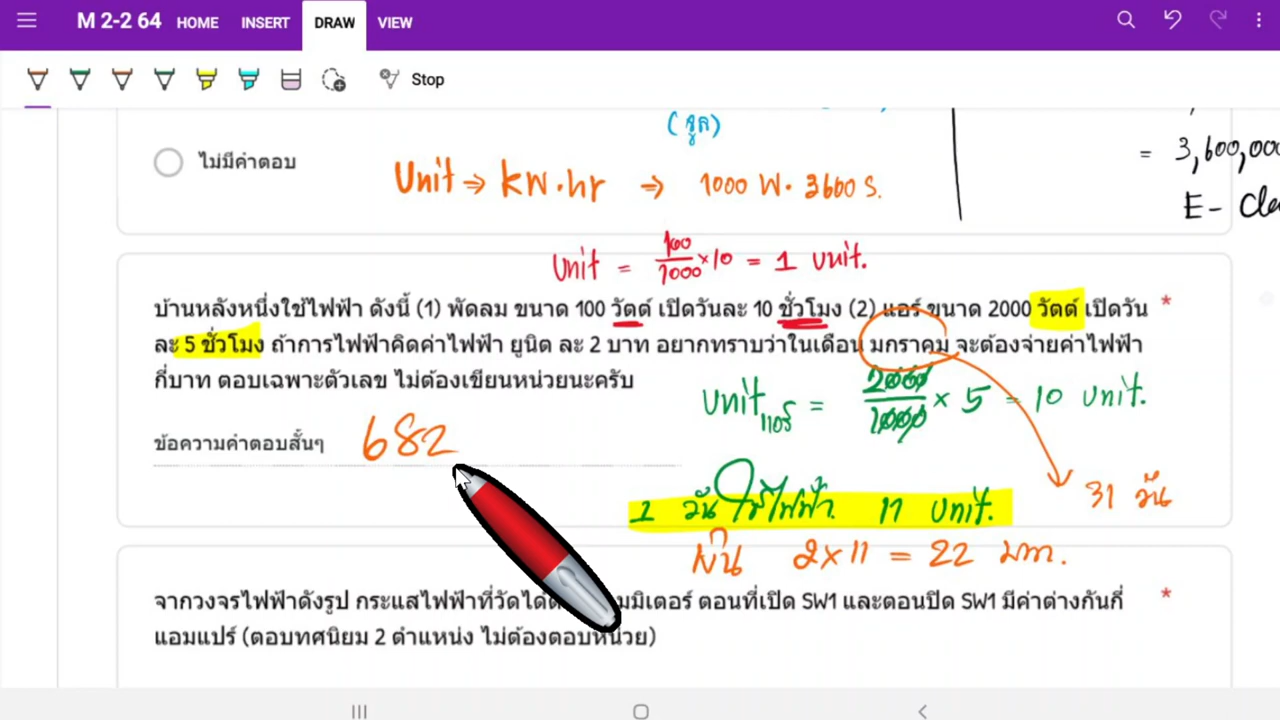 M 2-2 64 HOME INSERT DRAW VIEW
Stop
(จูล)
ไม่มีคำตอบ
Unit ⇒ kW·hr ⇒ 1000 W· 3600 S.
= 3,600,000
E- Cle
Unit = 100/1000 × 10 = 1 Unit.
บ้านหลังหนึ่งใช้ไฟฟ้า ดังนี้ (1) พัดลม ขนาด 100 วัตต์ เปิดวันละ 10 ชั่วโมง (2) แอร์ ขนาด 2000 วัตต์ เปิดวัน *
ละ 5 ชั่วโมง ถ้าการไฟฟ้าคิดค่าไฟฟ้า ยูนิต ละ 2 บาท อยากทราบว่าในเดือน มกราคม จะต้องจ่ายค่าไฟฟ้า
กี่บาท ตอบเฉพาะตัวเลข ไม่ต้องเขียนหน่วยนะครับ
Unit แอร์ = 2000/1000 × 5 = 10 Unit.
ข้อความคำตอบสั้นๆ 682
31 วัน
1 วัน ใช้ไฟฟ้า 11 Unit.
2×11 = 22 บาท.
จากวงจรไฟฟ้าดังรูป กระแสไฟฟ้าที่วัดได้ มมิเตอร์ ตอนที่เปิด SW1 และตอนปิด SW1 มีค่าต่างกันกี่ *
แอมแปร์ (ตอบทศนิยม 2 ตำแหน่ง ไม่ต้องตอบหน่วย)